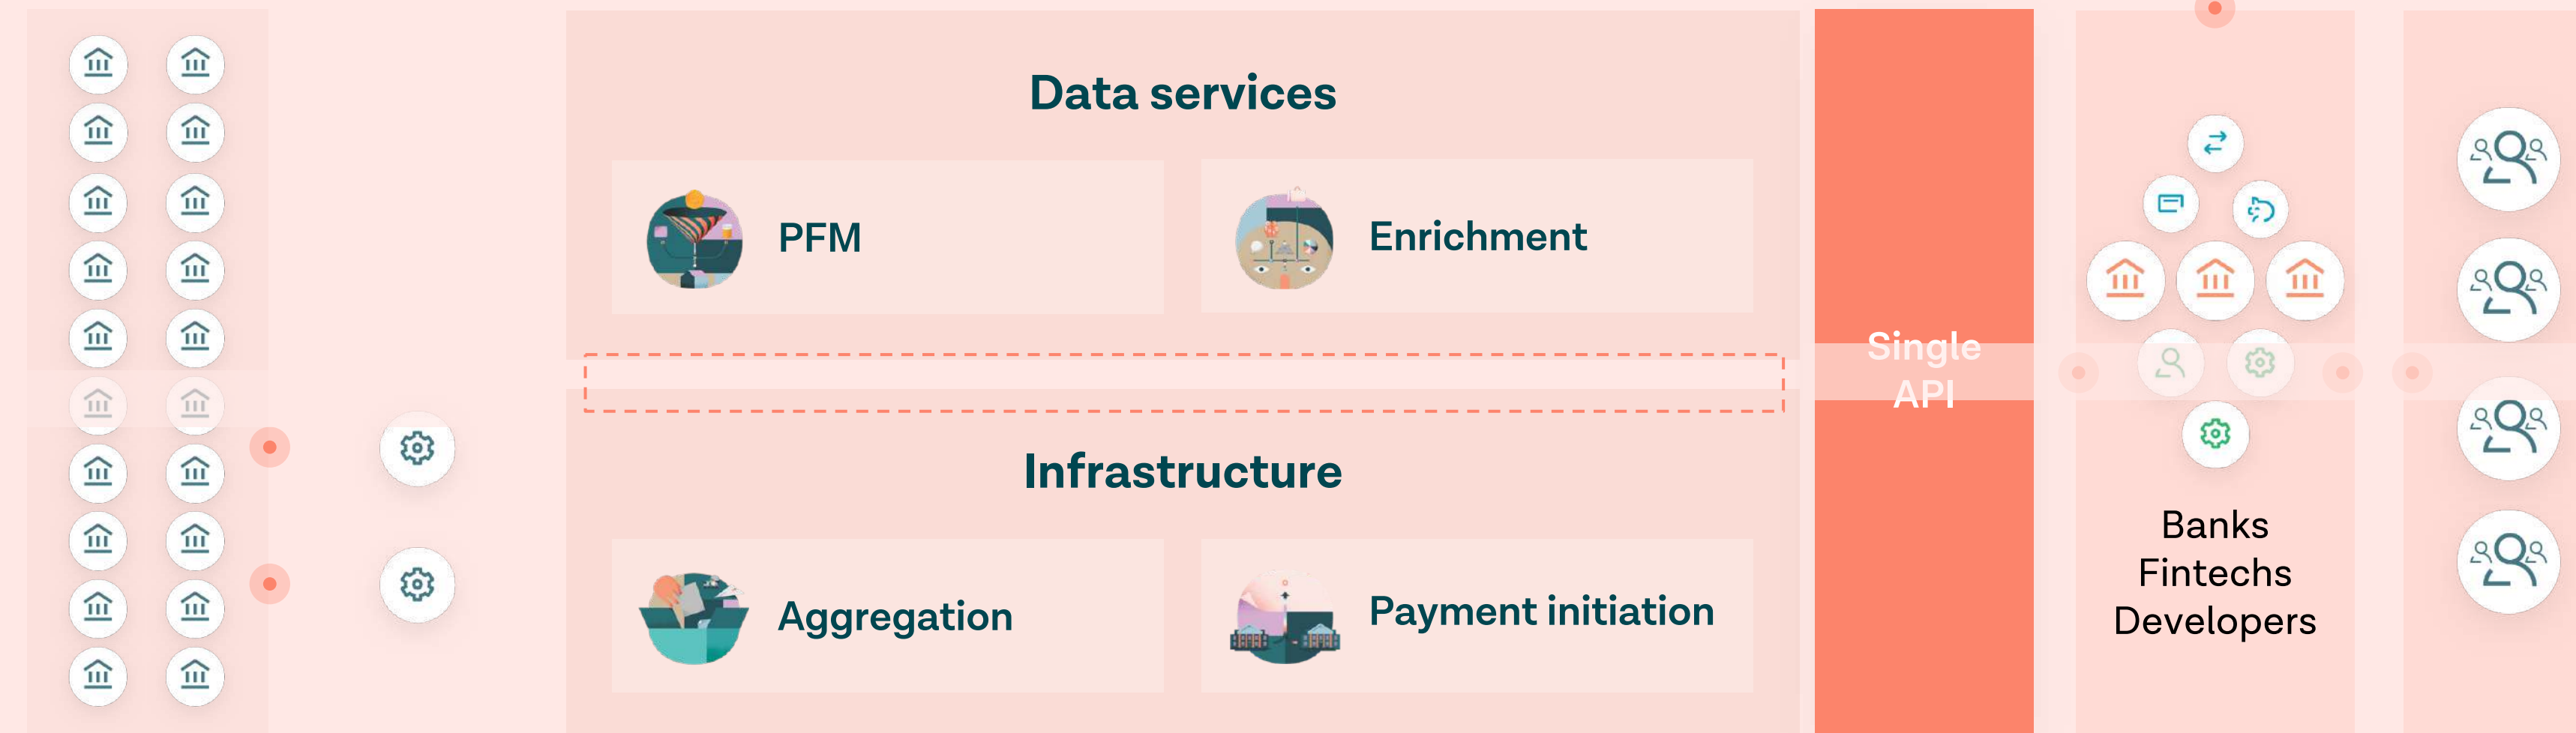 Data services
PFM
Enrichment
Infrastructure
Aggregation
Payment initiation
Single
API
Banks
Fintechs
Developers